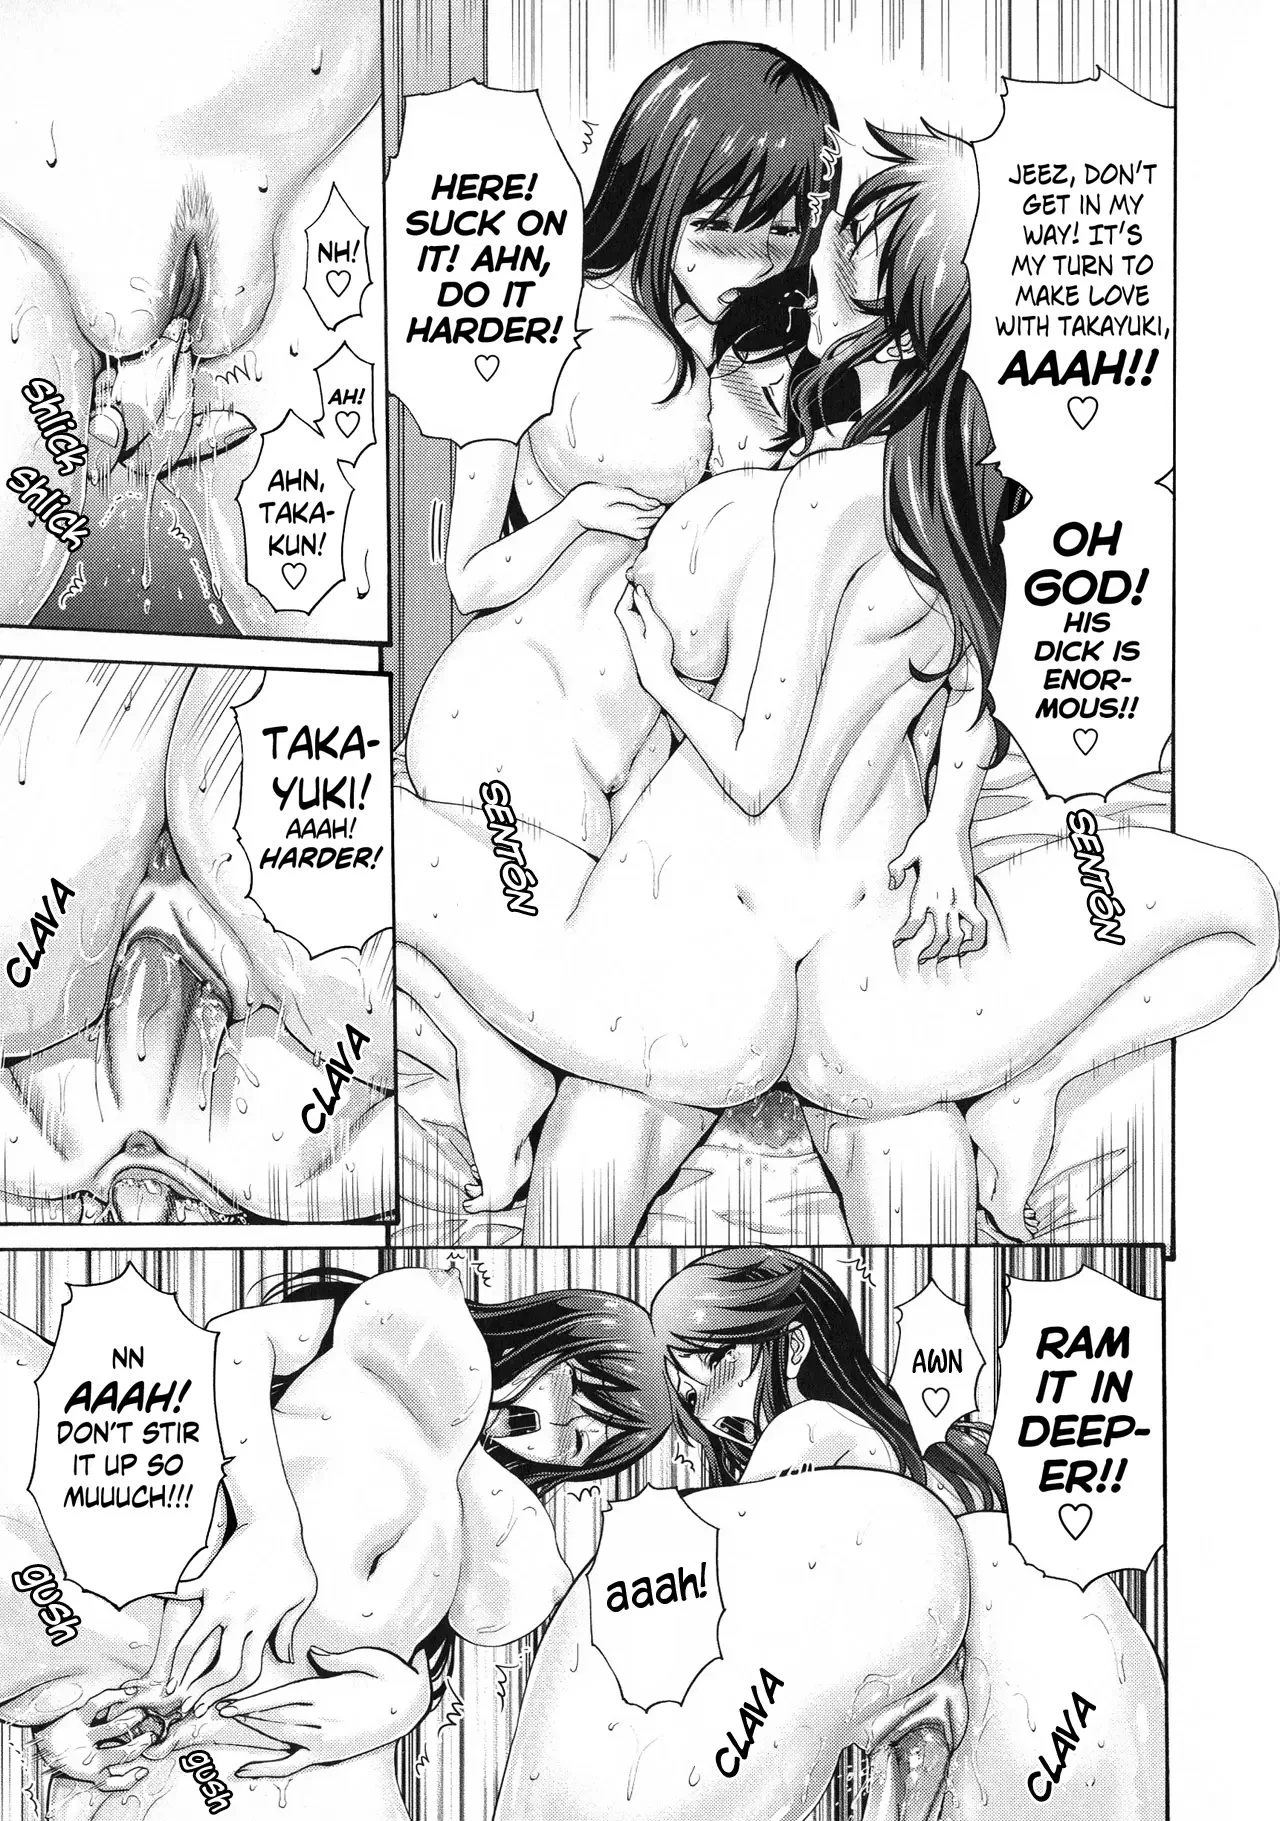 JEEZ, DON'T
GET IN MY
WAY! IT'S
MY TURN TO
MAKE LOVE
WITH TAKAYUKI,
AAAH!!
♡
HERE!
SUCK ON
IT! AHN,
DO IT
HARDER!
♡
OH
GOD!
HIS
DICK IS
ENOR-
MOUS!!
♡
SENTÓN
SENTÓN
NH!
♡
AH!
♡
AHN,
TAKA-
KUN!
♡
shlick
shlick
TAKA-
YUKI!
AAAH!
HARDER!
CLAVA
CLAVA
RAM
IT IN
DEEP-
ER!!
♡
AWN
♡
aaah!
CLAVA
CLAVA
NN
AAAH!
DON'T STIR
IT UP SO
MUUUCH!!!
gush
gush